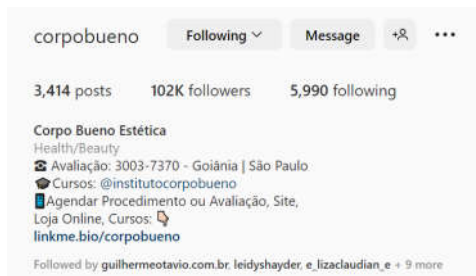 corpobueno Following Message
3,414 posts 102K followers 5,990 following
Corpo Bueno Estética
Health/Beauty
☎ Avaliação: 3003-7370 - Goiânia | São Paulo
🎓Cursos: @institutocorpobueno
📱Agendar Procedimento ou Avaliação, Site,
Loja Online, Cursos: 👇🏻
linkme.bio/corpobueno
Followed by guilhermeotavio.com.br, leidyshayder, e_lizaclaudian_e + 9 more